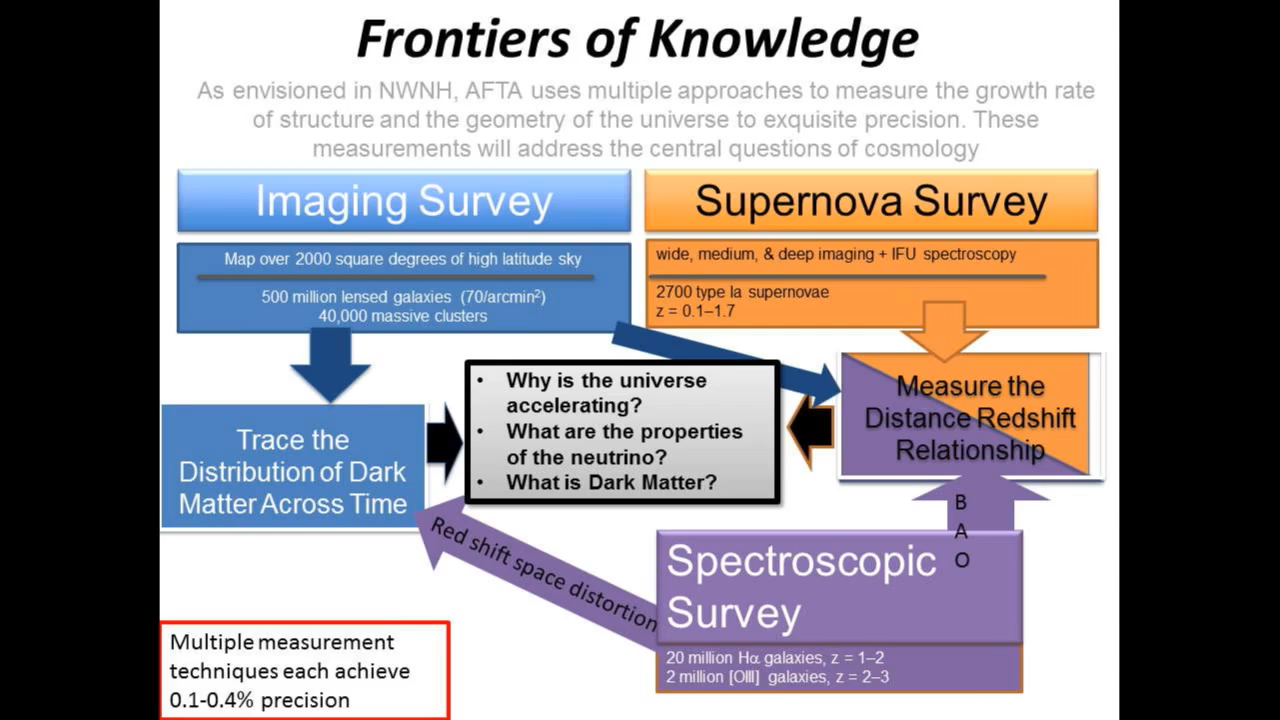 Frontiers of Knowledge
As envisioned in NWNH, AFTA uses multiple approaches to measure the growth rate
of structure and the geometry of the universe to exquisite precision. These
measurements will address the central questions of cosmology
Imaging Survey
Map over 2000 square degrees of high latitude sky
500 million lensed galaxies (70/arcmin²)
40,000 massive clusters
Supernova Survey
wide, medium, & deep imaging + IFU spectroscopy
2700 type Ia supernovae
z = 0.1–1.7
Trace the
Distribution of Dark
Matter Across Time
• Why is the universe
accelerating?
• What are the properties
of the neutrino?
• What is Dark Matter?
Measure the
Distance Redshift
Relationship
B
A
O
Red shift space distortion
Spectroscopic
Survey
20 million Hα galaxies, z = 1–2
2 million [OIII] galaxies, z = 2–3
Multiple measurement
techniques each achieve
0.1-0.4% precision